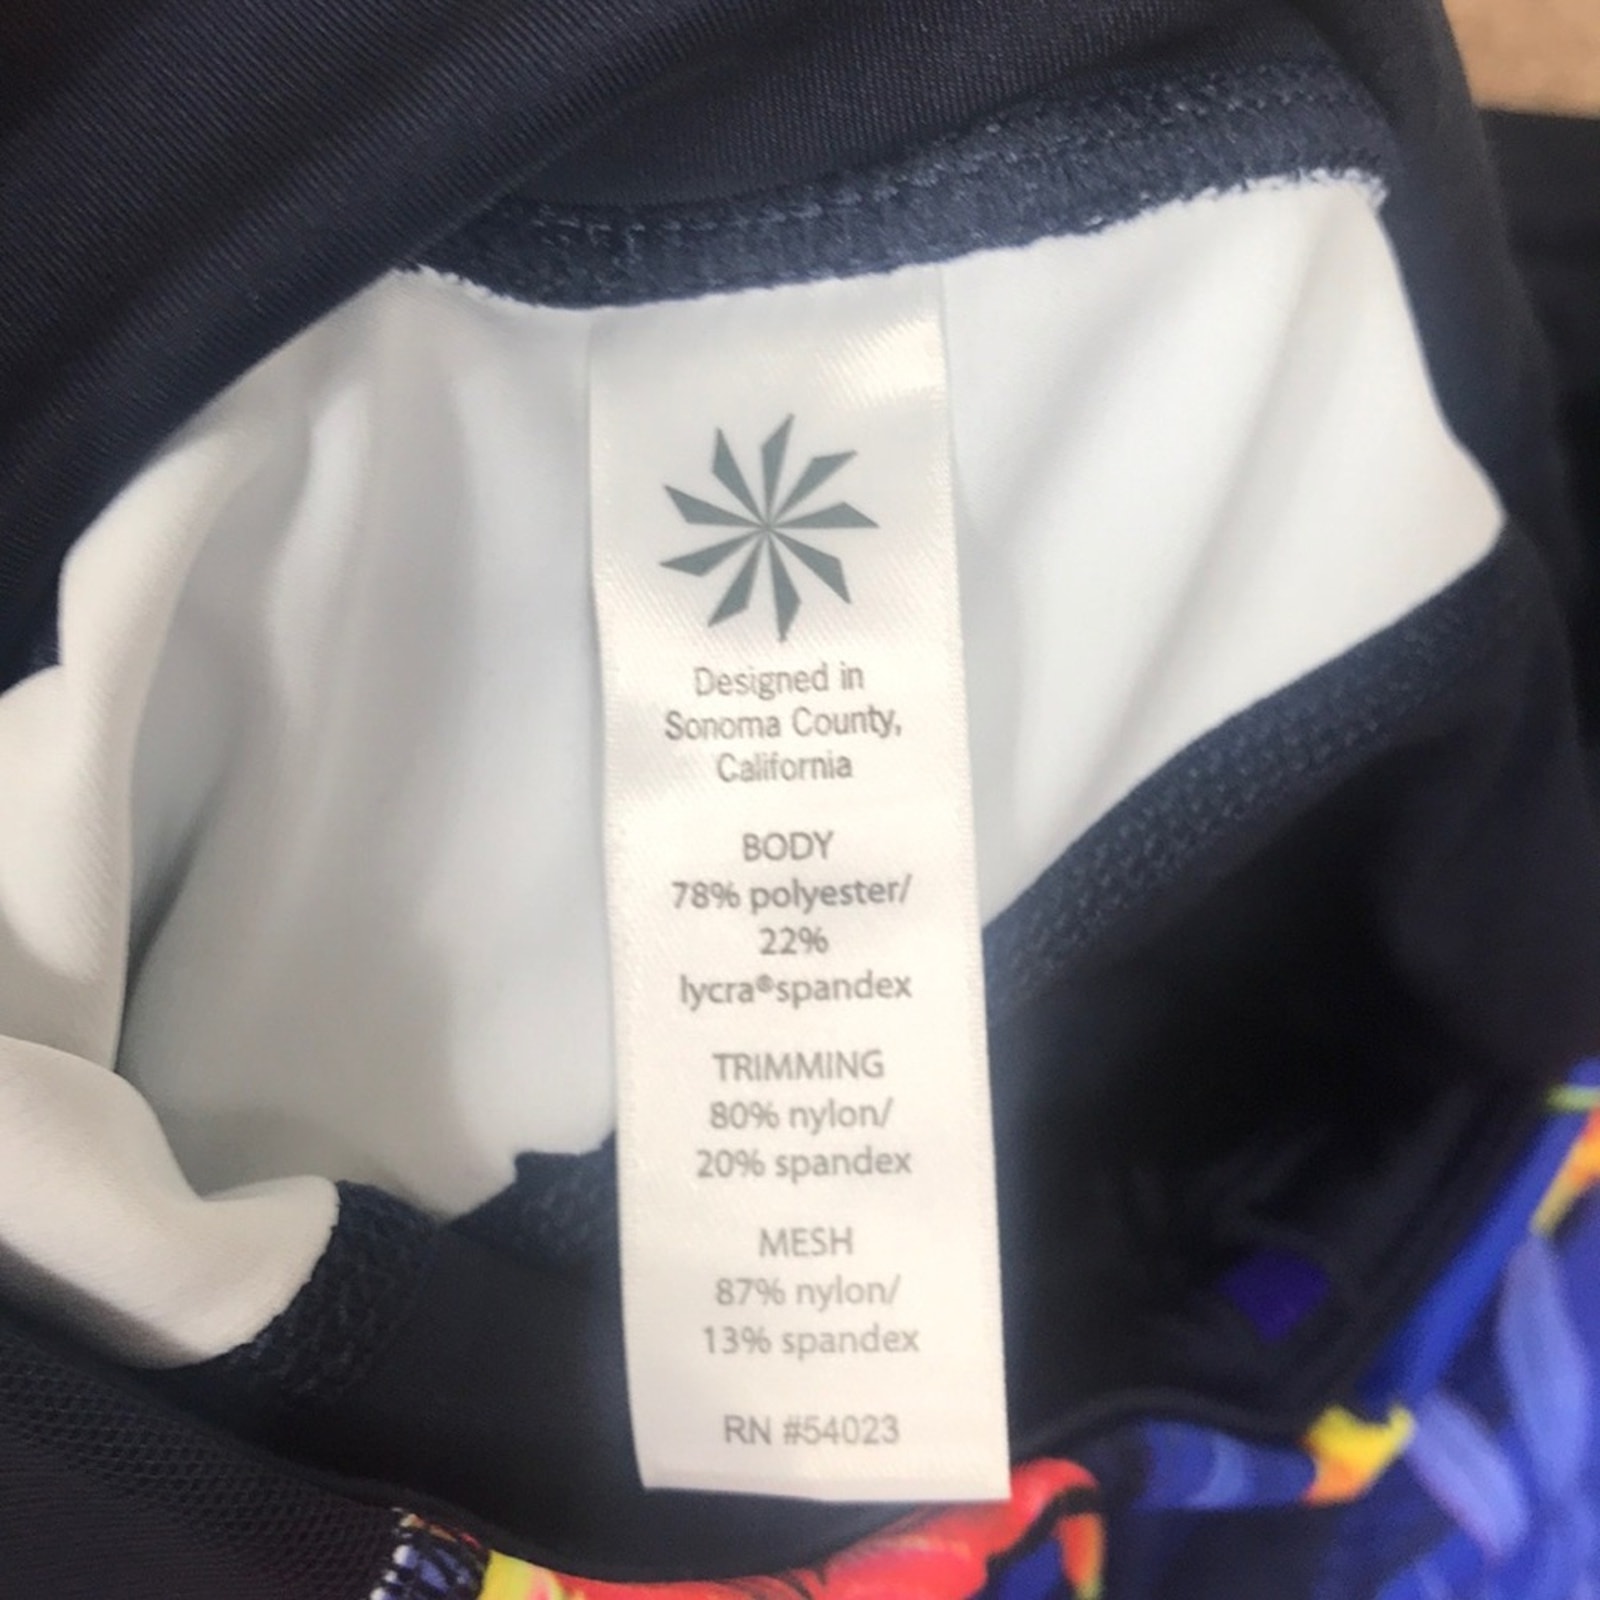 Designed in
Sonoma County,
California
BODY
78% polyester/
22%
lycra®spandex
TRIMMING
80% nylon/
20% spandex
MESH
87% nylon/
13% spandex
RN #54023